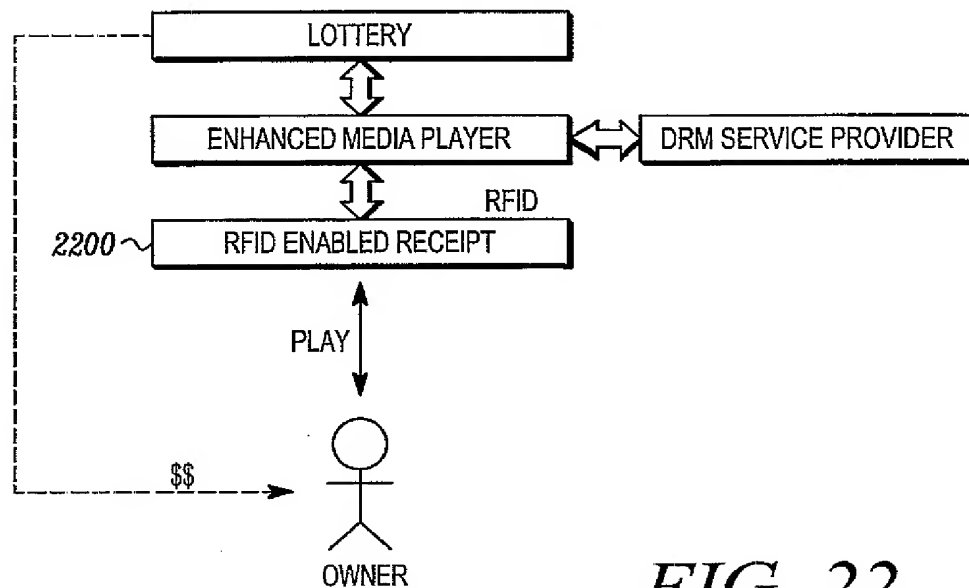 LOTTERY
ENHANCED MEDIA PLAYER
DRM SERVICE PROVIDER
RFID
2200
RFID ENABLED RECEIPT
PLAY
$$
OWNER
FIG. 22